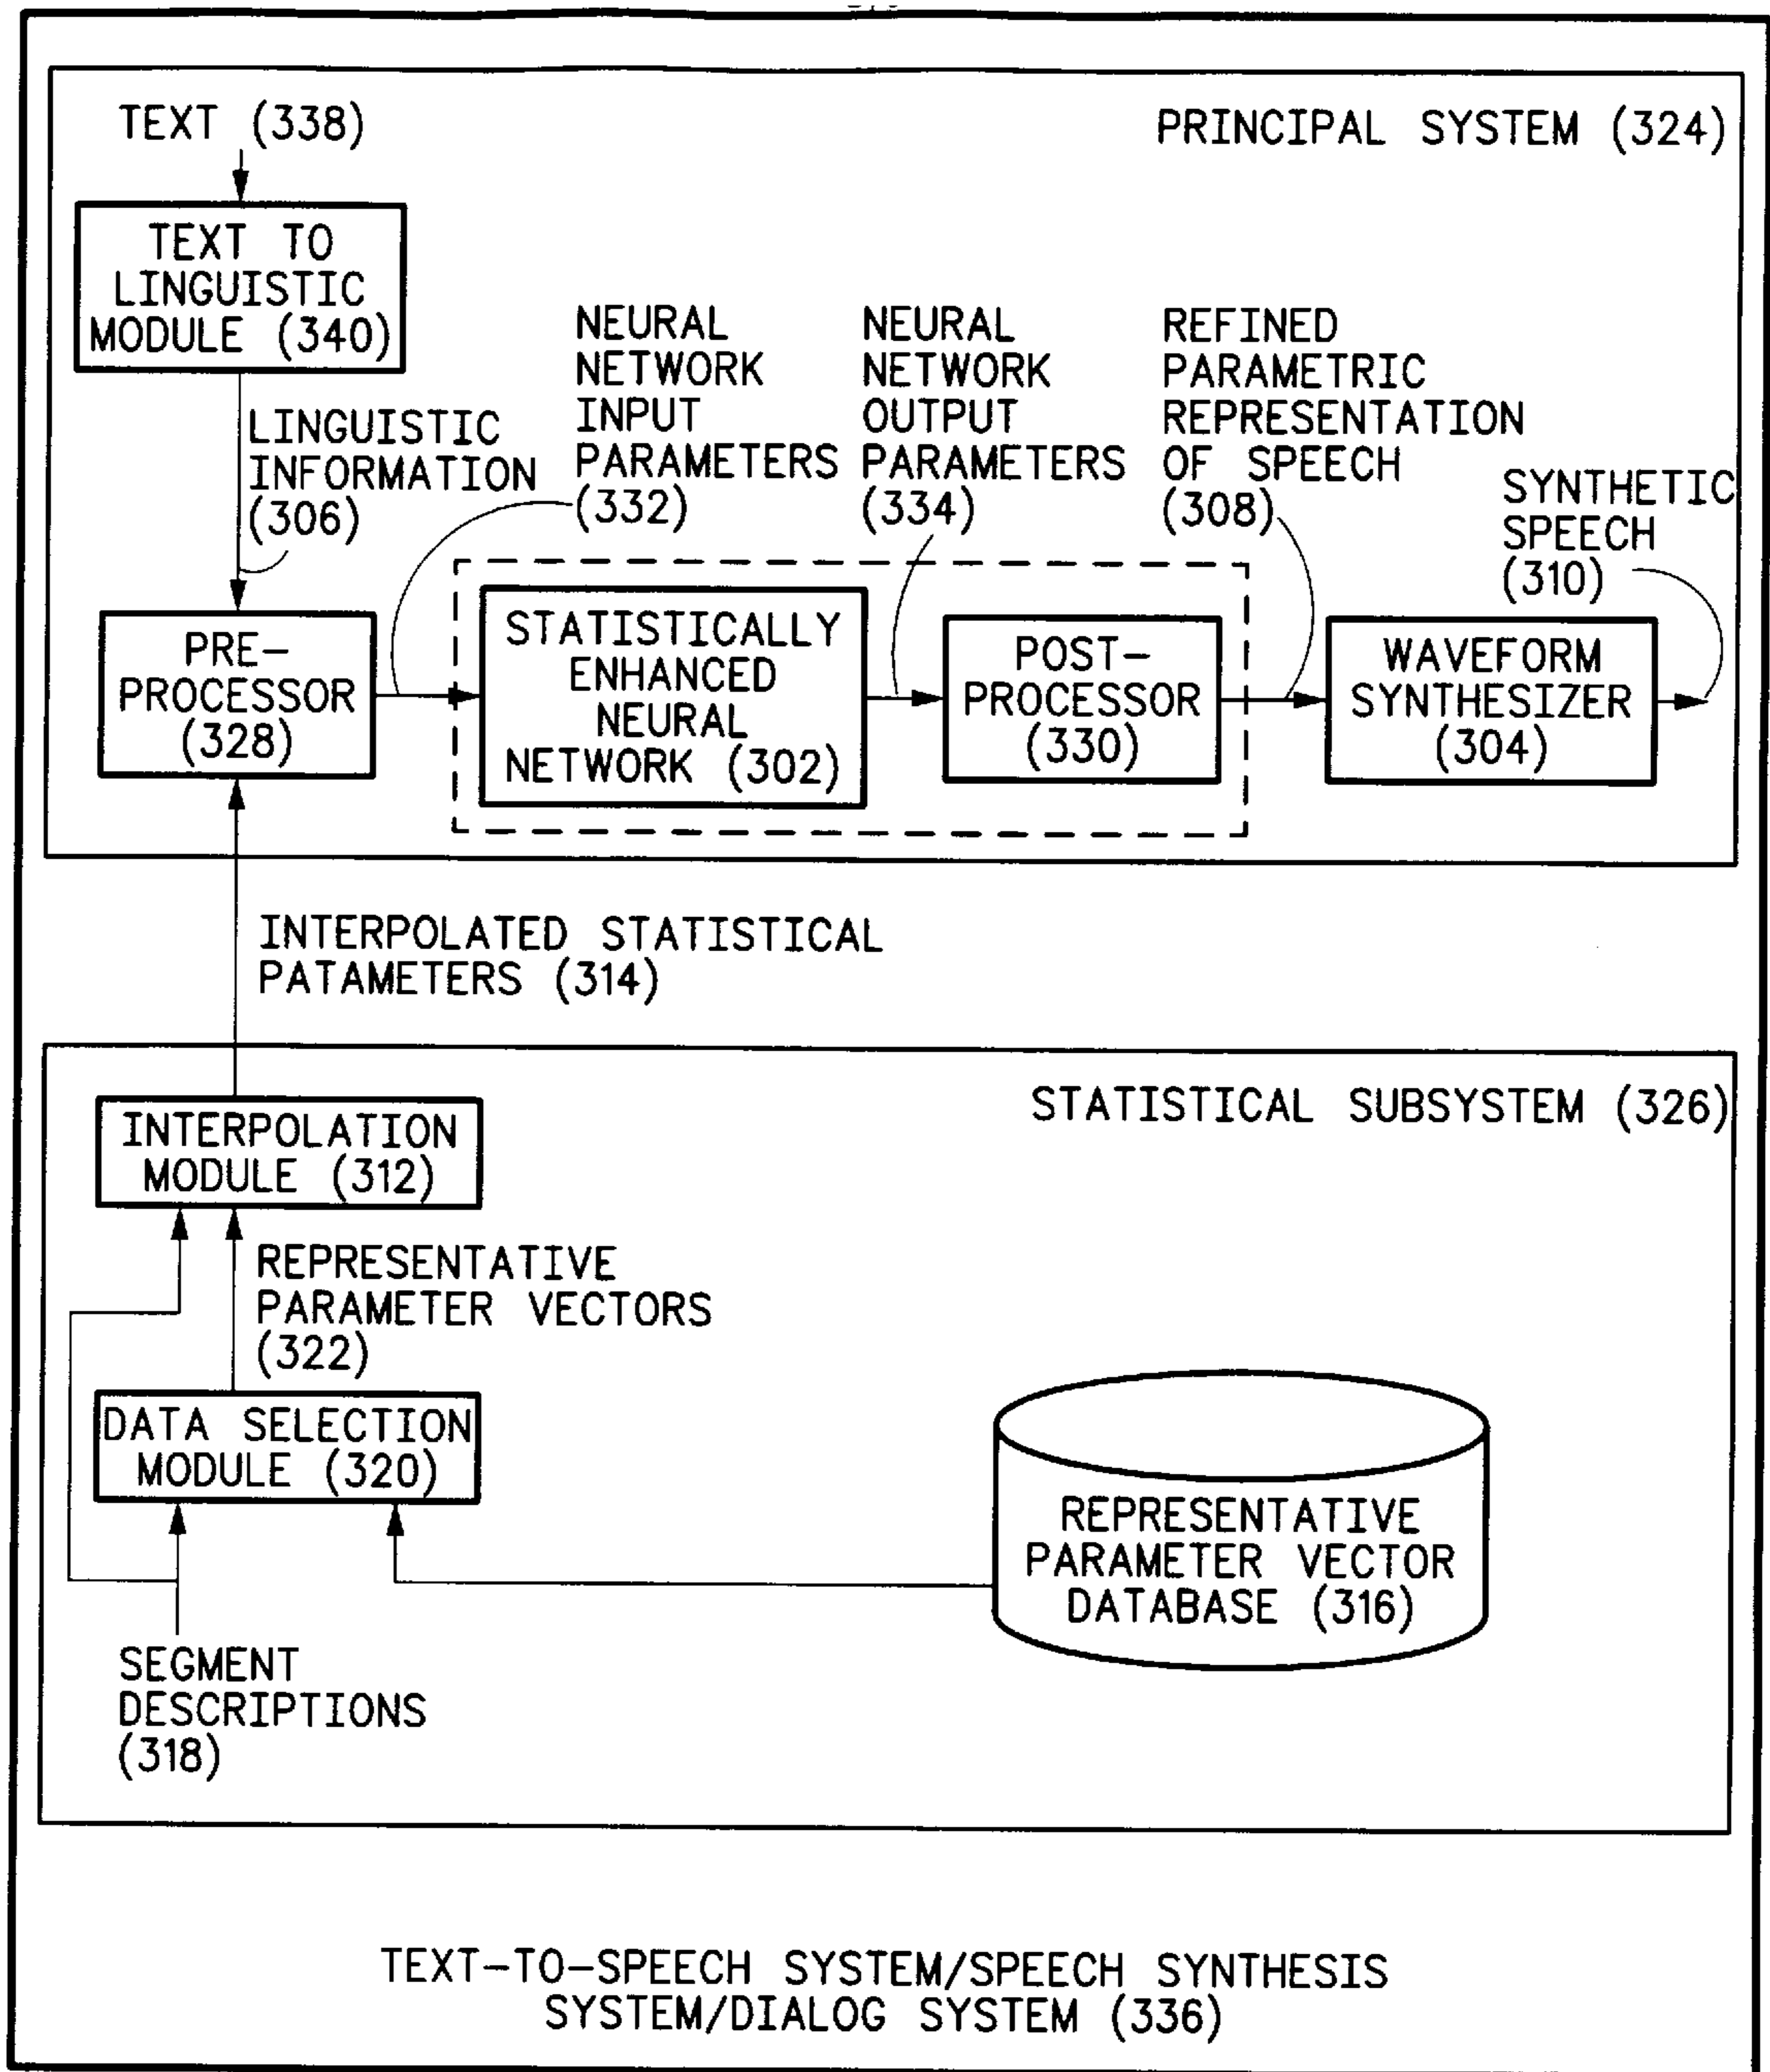 TEXT (338)
PRINCIPAL SYSTEM (324)
TEXT TO
LINGUISTIC
MODULE (340)
LINGUISTIC
INFORMATION
(306)
NEURAL
NETWORK
INPUT
PARAMETERS
(332)
NEURAL
NETWORK
OUTPUT
PARAMETERS
(334)
REFINED
PARAMETRIC
REPRESENTATION
OF SPEECH
(308)
SYNTHETIC
SPEECH
(310)
PRE-
PROCESSOR
(328)
STATISTICALLY
ENHANCED
NEURAL
NETWORK (302)
POST-
PROCESSOR
(330)
WAVEFORM
SYNTHESIZER
(304)
INTERPOLATED STATISTICAL
PATAMETERS (314)
STATISTICAL SUBSYSTEM (326)
INTERPOLATION
MODULE (312)
REPRESENTATIVE
PARAMETER VECTORS
(322)
DATA SELECTION
MODULE (320)
REPRESENTATIVE
PARAMETER VECTOR
DATABASE (316)
SEGMENT
DESCRIPTIONS
(318)
TEXT-TO-SPEECH SYSTEM/SPEECH SYNTHESIS
SYSTEM/DIALOG SYSTEM (336)